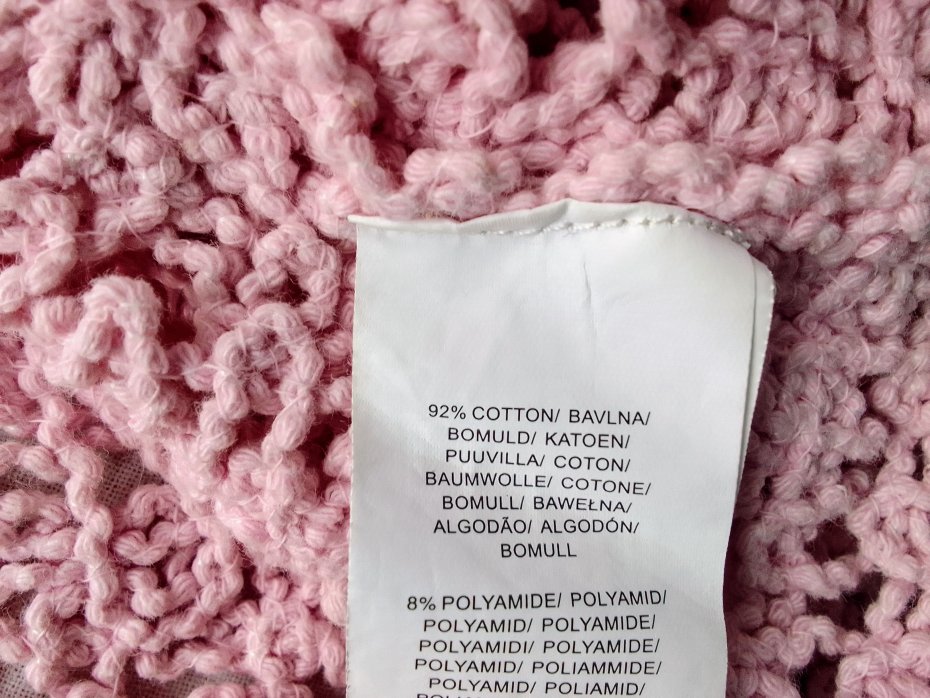 92% COTTON/ BAVLNA/
BOMULD/ KATOEN/
PUUVILLA/ COTON/
BAUMWOLLE/ COTONE/
BOMULL/ BAWEŁNA/
ALGODÃO/ ALGODÓN/
BOMULL
8% POLYAMIDE/ POLYAMID/
POLYAMID/ POLYAMIDE/
POLYAMIDI/ POLYAMIDE/
POLYAMID/ POLIAMMIDE/
POLYAMID/ POLIAMID/